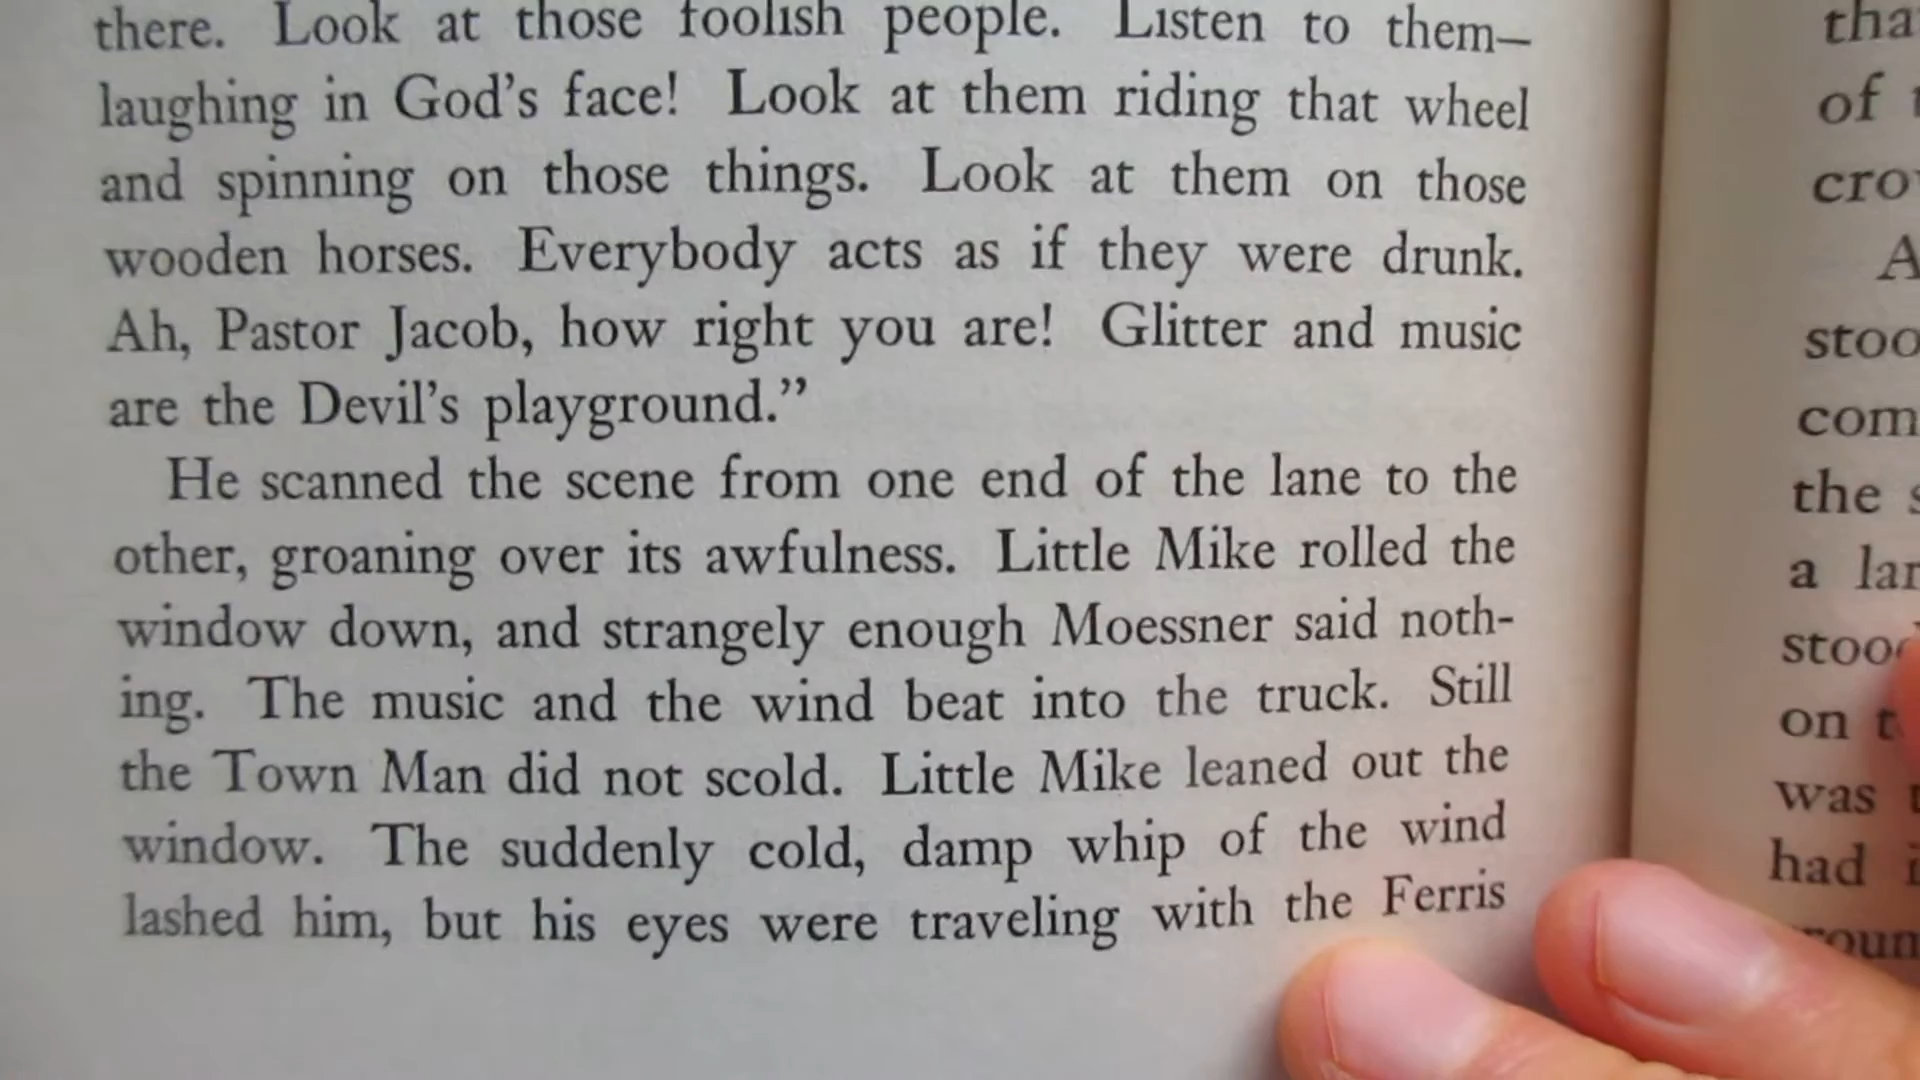 there. Look at those foolish people. Listen to them—
laughing in God's face! Look at them riding that wheel
and spinning on those things. Look at them on those
wooden horses. Everybody acts as if they were drunk.
Ah, Pastor Jacob, how right you are! Glitter and music
are the Devil's playground.”
He scanned the scene from one end of the lane to the
other, groaning over its awfulness. Little Mike rolled the
window down, and strangely enough Moessner said noth-
ing. The music and the wind beat into the truck. Still
the Town Man did not scold. Little Mike leaned out the
window. The suddenly cold, damp whip of the wind
lashed him, but his eyes were traveling with the Ferris
of
the
a
on
was
had